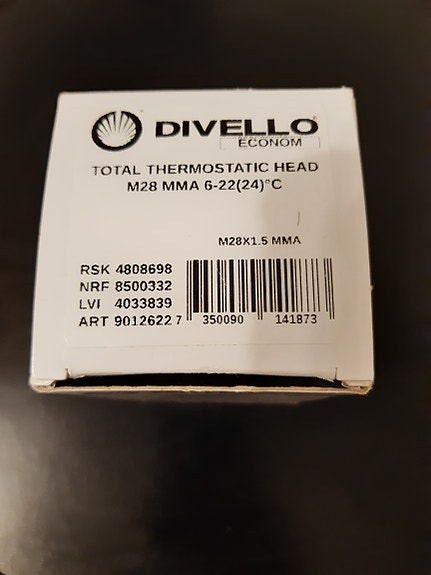 DIVELLO
ECONOM
TOTAL THERMOSTATIC HEAD
M28 MMA 6-22(24)°C
M28X1.5 MMA
RSK 4808698
NRF 8500332
LVI 4033839
ART 9012622
7 350090 141873